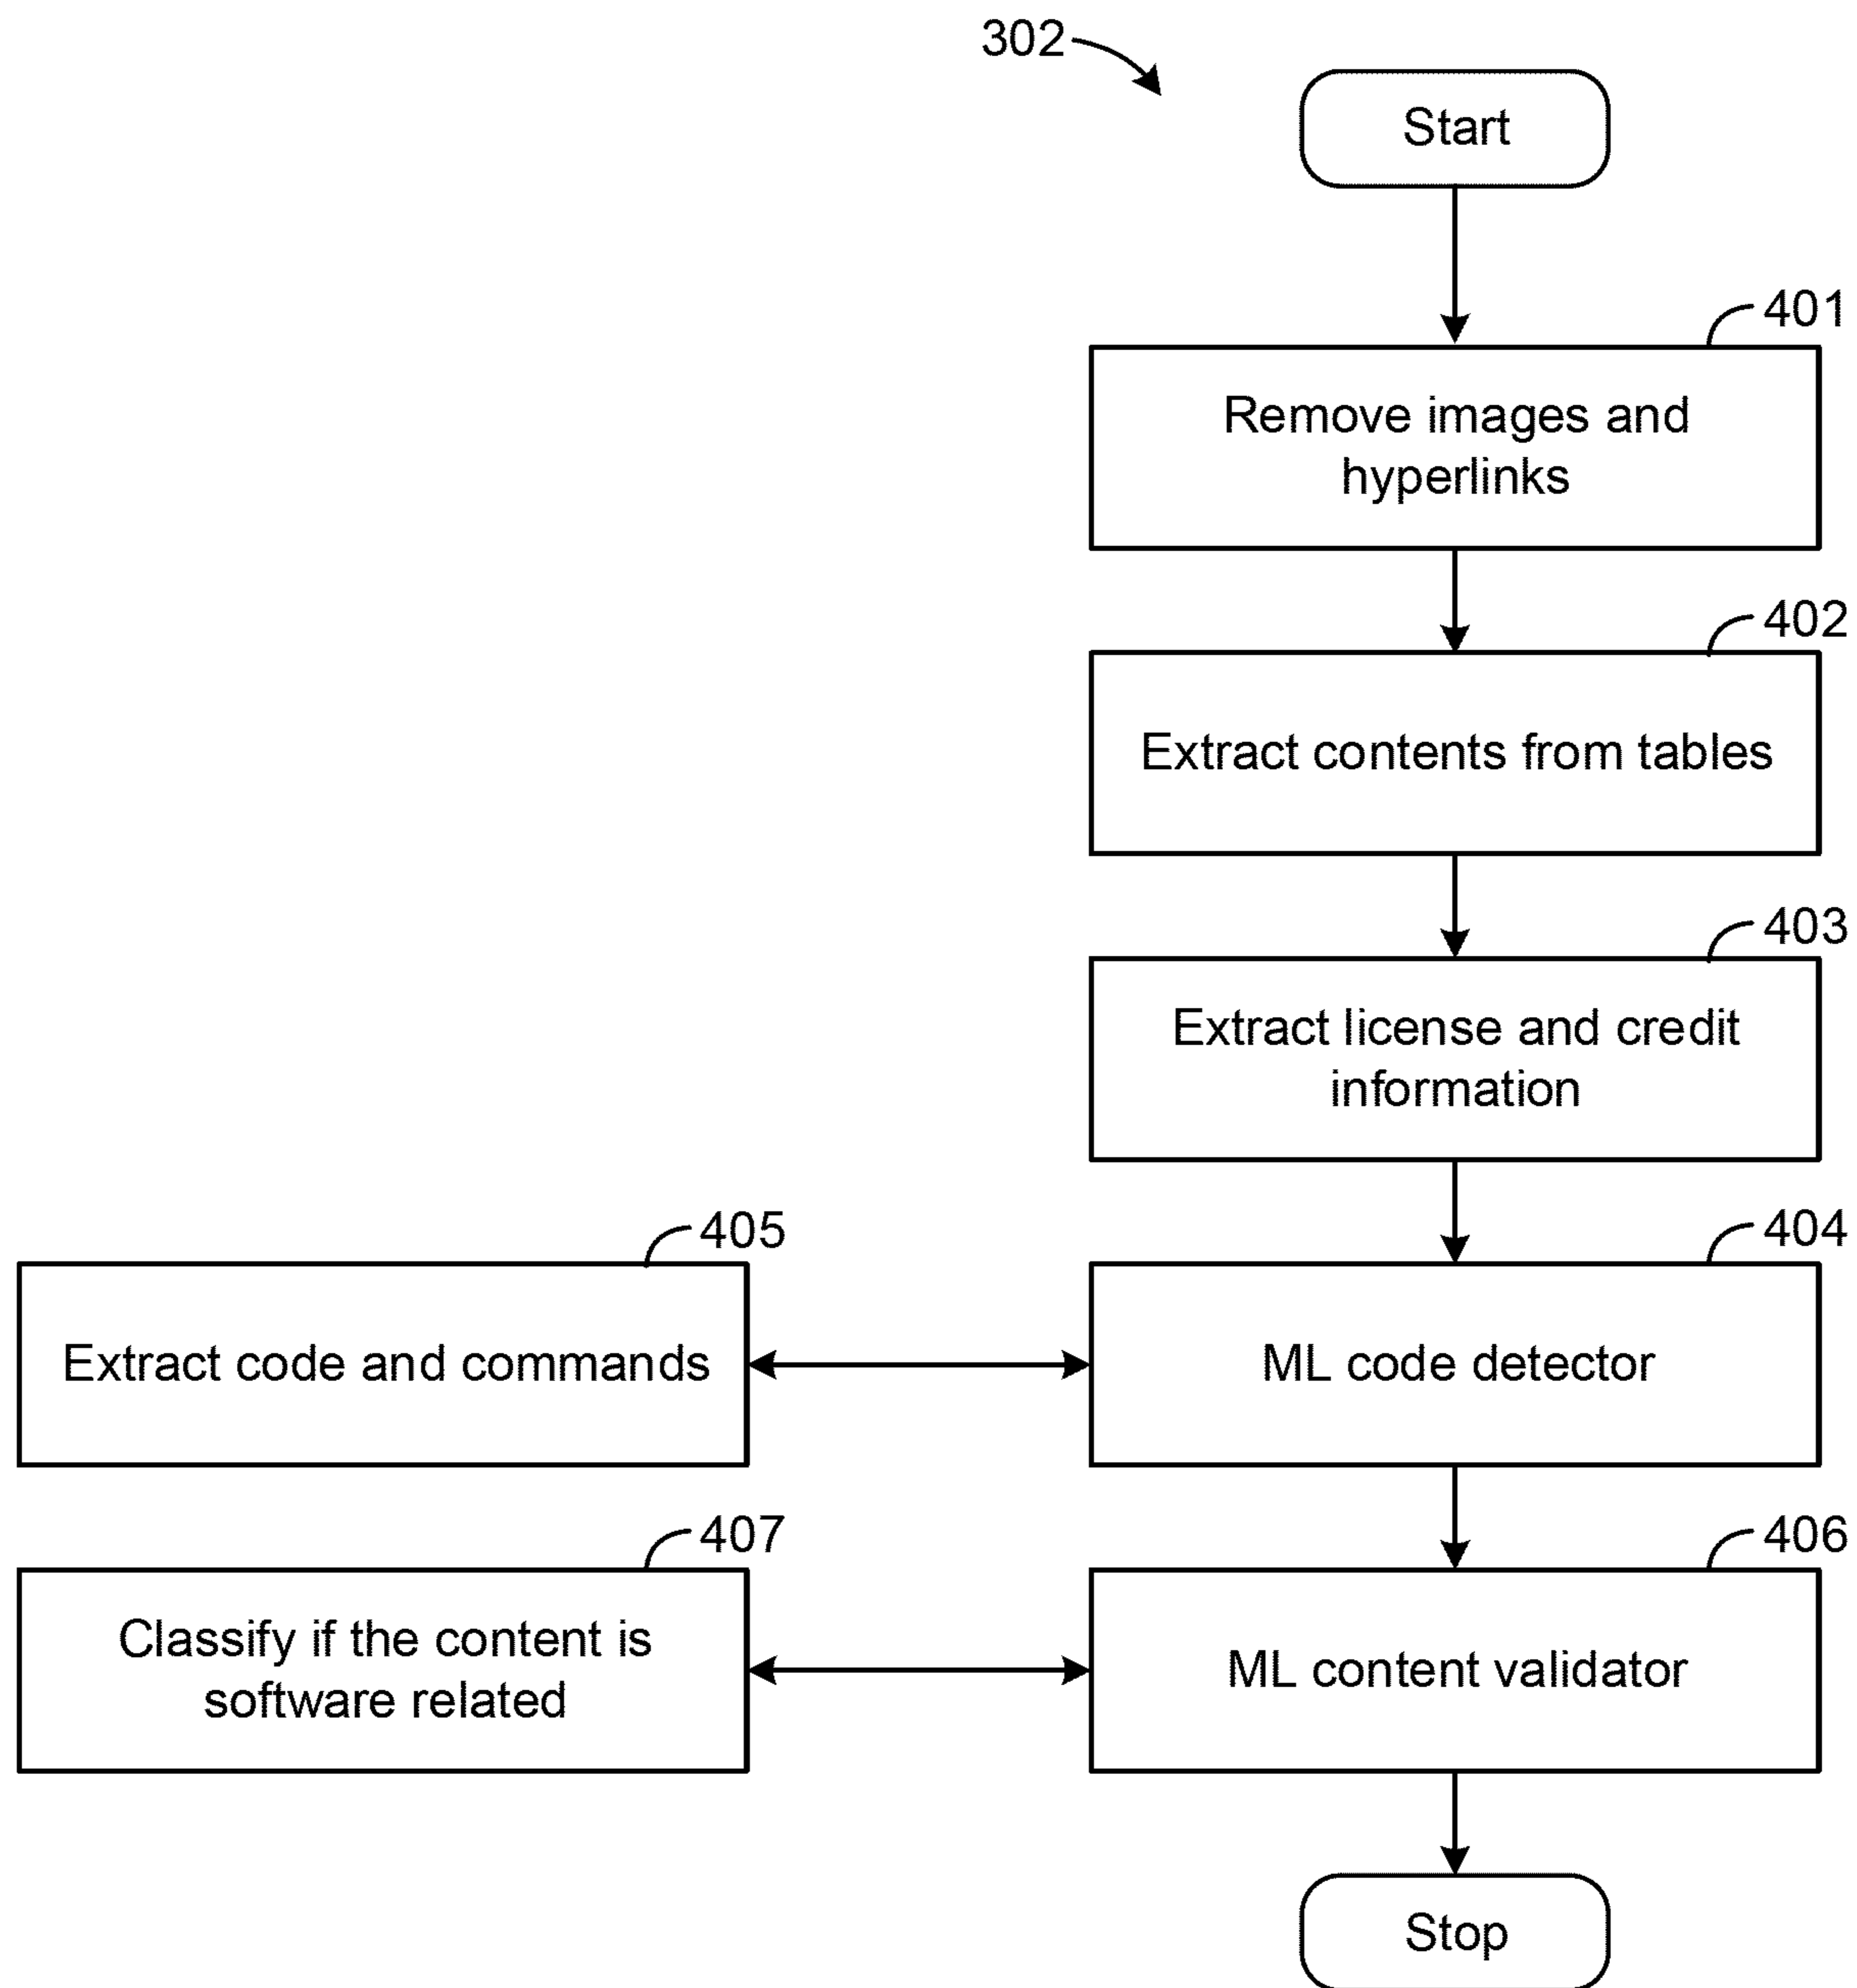 302
Start
401
Remove images and
hyperlinks
402
Extract contents from tables
403
Extract license and credit
information
405
Extract code and commands
404
ML code detector
407
Classify if the content is
software related
406
ML content validator
Stop